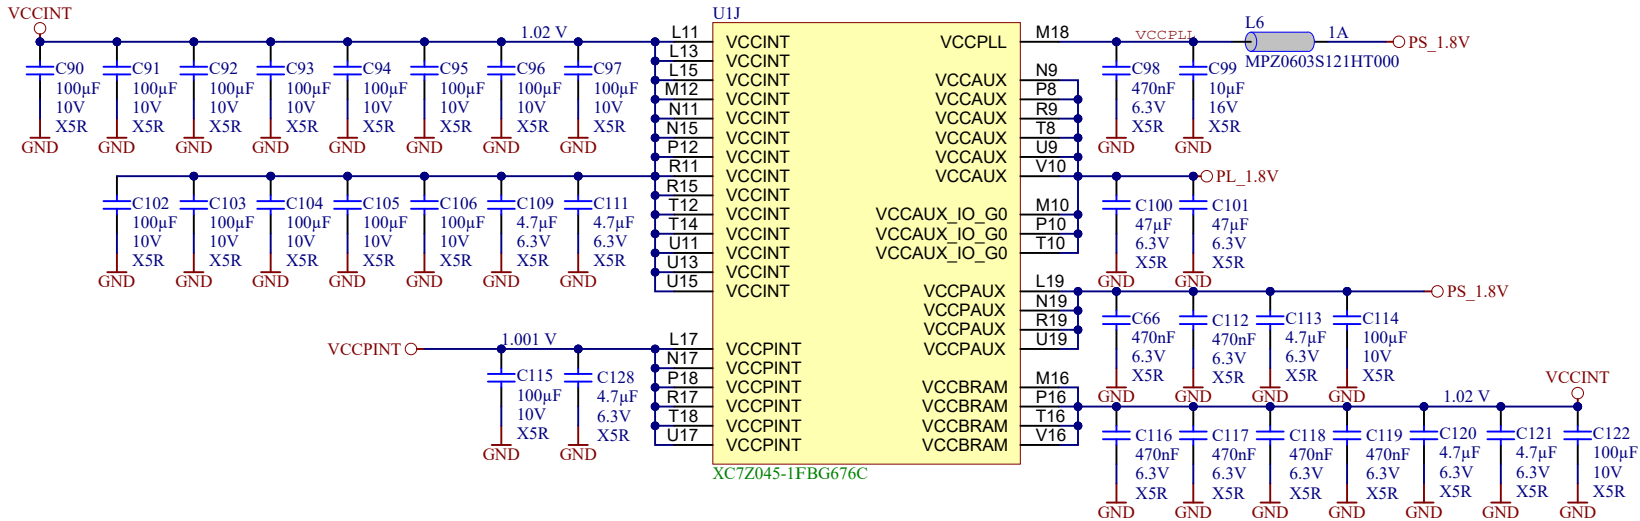 VCCINT
1.02 V
C90
100µF
10V
X5R
GND
C91
100µF
10V
X5R
GND
C92
100µF
10V
X5R
GND
C93
100µF
10V
X5R
GND
C94
100µF
10V
X5R
GND
C95
100µF
10V
X5R
GND
C96
100µF
10V
X5R
GND
C97
100µF
10V
X5R
GND
C102
100µF
10V
X5R
GND
C103
100µF
10V
X5R
GND
C104
100µF
10V
X5R
GND
C105
100µF
10V
X5R
GND
C106
100µF
10V
X5R
GND
C109
4.7µF
6.3V
X5R
GND
C111
4.7µF
6.3V
X5R
GND
VCCPINT
1.001 V
C115
100µF
10V
X5R
GND
C128
4.7µF
6.3V
X5R
GND
U1J
L11 VCCINT
L13 VCCINT
L15 VCCINT
M12 VCCINT
N11 VCCINT
N15 VCCINT
P12 VCCINT
R11 VCCINT
R15 VCCINT
T12 VCCINT
T14 VCCINT
U11 VCCINT
U13 VCCINT
U15 VCCINT
L17 VCCPINT
N17 VCCPINT
P18 VCCPINT
R17 VCCPINT
T18 VCCPINT
U17 VCCPINT
VCCPLL M18
VCCAUX N9
VCCAUX P8
VCCAUX R9
VCCAUX T8
VCCAUX U9
VCCAUX V10
VCCAUX_IO_G0 M10
VCCAUX_IO_G0 P10
VCCAUX_IO_G0 T10
VCCPAUX L19
VCCPAUX N19
VCCPAUX R19
VCCPAUX U19
VCCBRAM M16
VCCBRAM P16
VCCBRAM T16
VCCBRAM V16
XC7Z045-1FBG676C
VCCPLL
L6
1A
MPZ0603S121HT000
PS_1.8V
C98
470nF
6.3V
X5R
GND
C99
10µF
16V
X5R
GND
PL_1.8V
C100
47µF
6.3V
X5R
GND
C101
47µF
6.3V
X5R
GND
PS_1.8V
C66
470nF
6.3V
X5R
GND
C112
470nF
6.3V
X5R
GND
C113
4.7µF
6.3V
X5R
GND
C114
100µF
10V
X5R
GND
VCCINT
1.02 V
C116
470nF
6.3V
X5R
GND
C117
470nF
6.3V
X5R
GND
C118
470nF
6.3V
X5R
GND
C119
470nF
6.3V
X5R
GND
C120
4.7µF
6.3V
X5R
GND
C121
4.7µF
6.3V
X5R
GND
C122
100µF
10V
X5R
GND